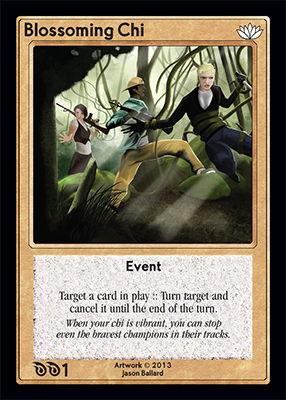 Blossoming Chi
Event
Target a card in play :: Turn target and
cancel it until the end of the turn.
When your chi is vibrant, you can stop
even the bravest champions in their tracks.
1
Artwork © 2013
Jason Ballard